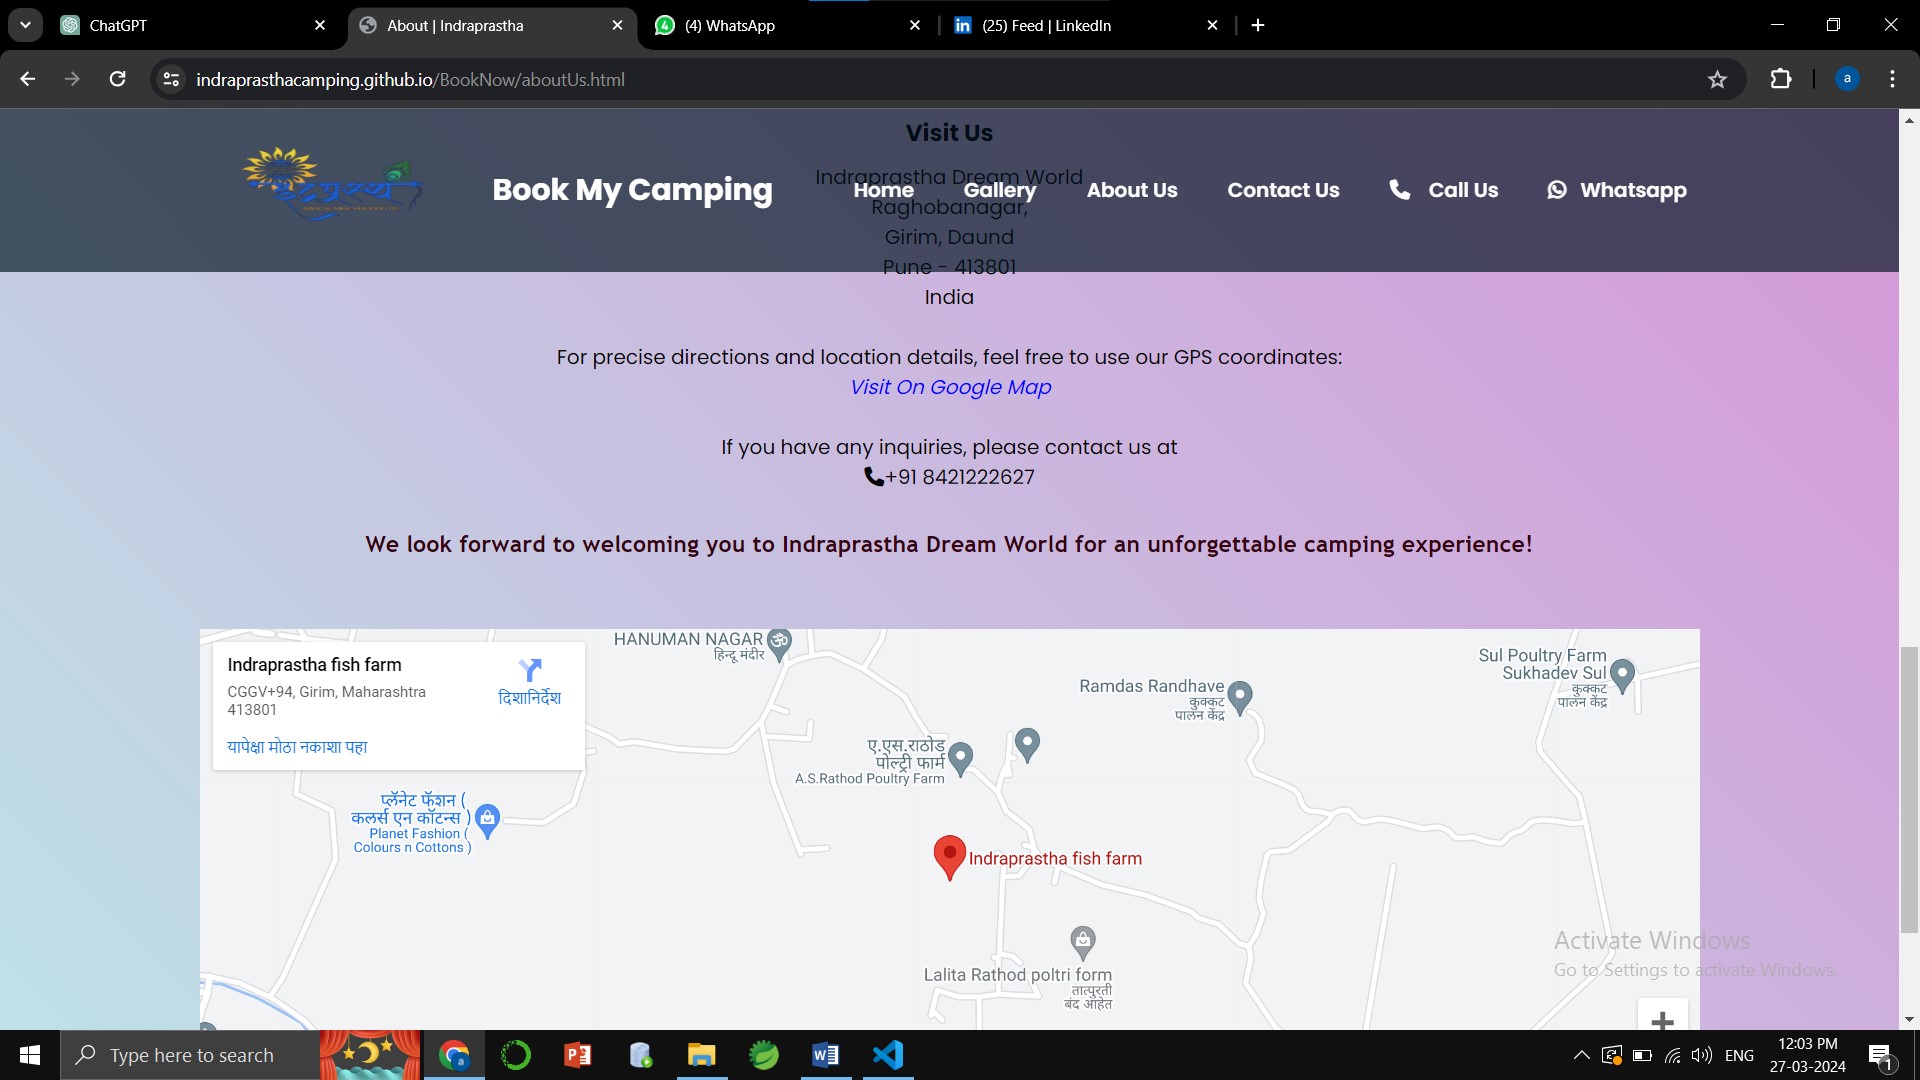 ChatGPT
About | Indraprastha
(4) WhatsApp
(25) Feed | LinkedIn
indraprasthacamping.github.io/BookNow/aboutUs.html
a
Visit Us
इंद्रप्रस्थ
Book My Camping
Home
Gallery
About Us
Contact Us
Call Us
Whatsapp
Indraprastha Dream World
Raghobanagar,
Girim, Daund
Pune - 413801
India
For precise directions and location details, feel free to use our GPS coordinates:
Visit On Google Map
If you have any inquiries, please contact us at
+91 8421222627
We look forward to welcoming you to Indraprastha Dream World for an unforgettable camping experience!
Indraprastha fish farm
CGGV+94, Girim, Maharashtra
413801
दिशानिर्देश
यापेक्षा मोठा नकाशा पहा
HANUMAN NAGAR
हिन्दू मंदीर
Ramdas Randhave
कुक्कुट
पालन केंद्र
Sul Poultry Farm
Sukhadev Sul
कुक्कुट
पालन केंद्र
ए.एस.राठोड
पोल्ट्री फार्म
A.S.Rathod Poultry Farm
प्लॅनेट फॅशन (
कलर्स एन कॉटन्स )
Planet Fashion (
Colours n Cottons )
Indraprastha fish farm
Lalita Rathod poltri form
तात्पुरती
बंद आहेत
Activate Windows
Go to Settings to activate Windows.
Type here to search
ENG
12:03 PM
27-03-2024
1